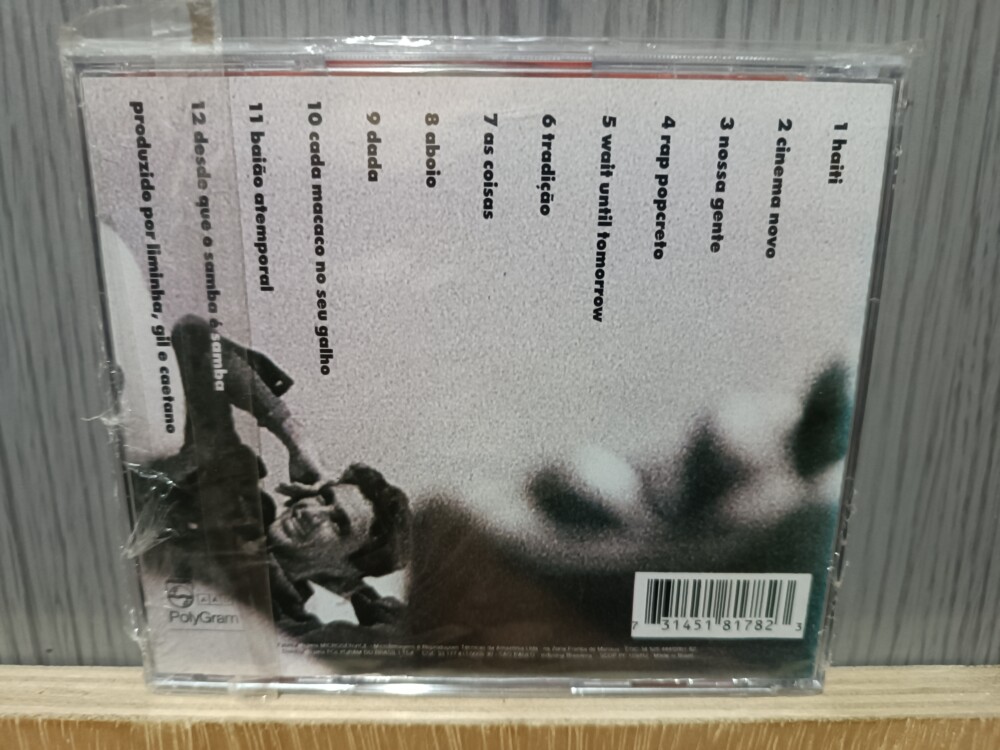 1 haiti
2 cinema novo
3 nossa gente
4 rap popcreto
5 wait until tomorrow
6 tradição
7 as coisas
8 aboio
9 dada
10 cada macaco no seu galho
11 baião atemporal
12 desde que o samba é samba
produzido por liminha, gil e caetano
PolyGram
7 31451 81782 3